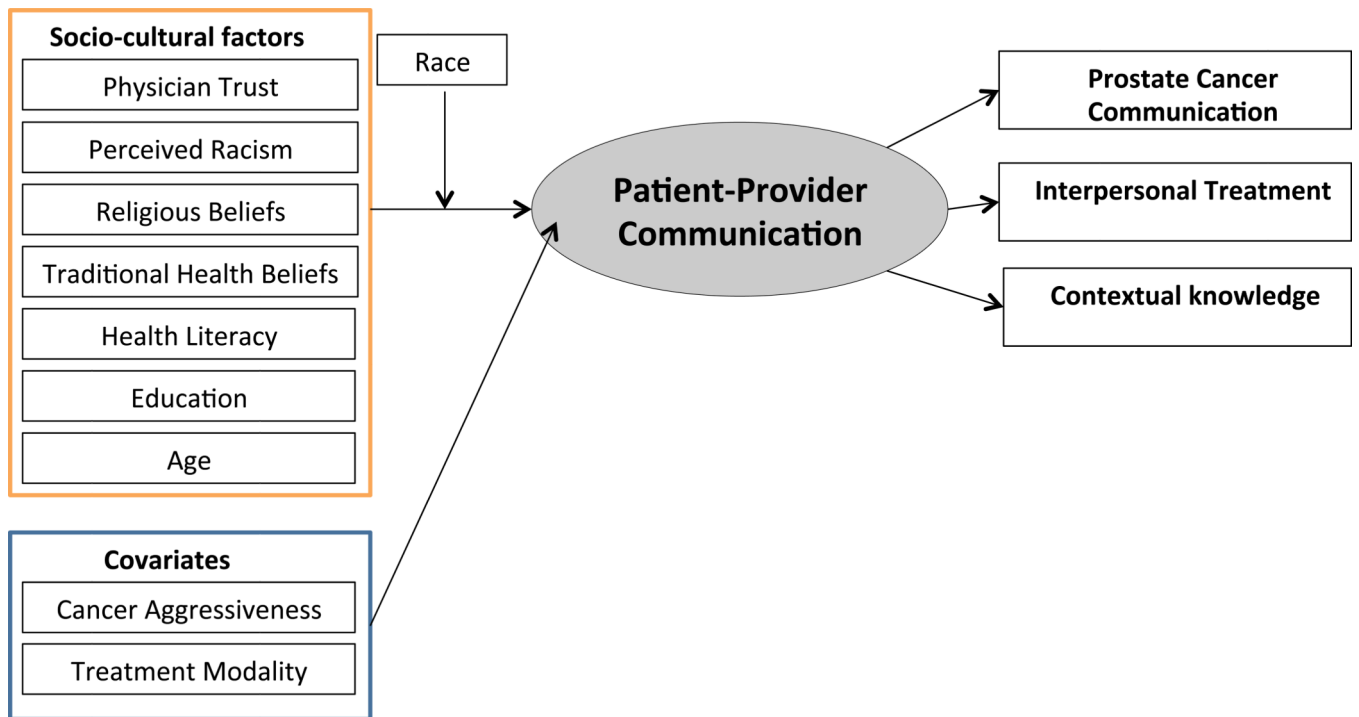 Socio-cultural factors
Physician Trust
Perceived Racism
Religious Beliefs
Traditional Health Beliefs
Health Literacy
Education
Age
Covariates
Cancer Aggressiveness
Treatment Modality
Race
Patient-Provider
Communication
Prostate Cancer
Communication
Interpersonal Treatment
Contextual knowledge